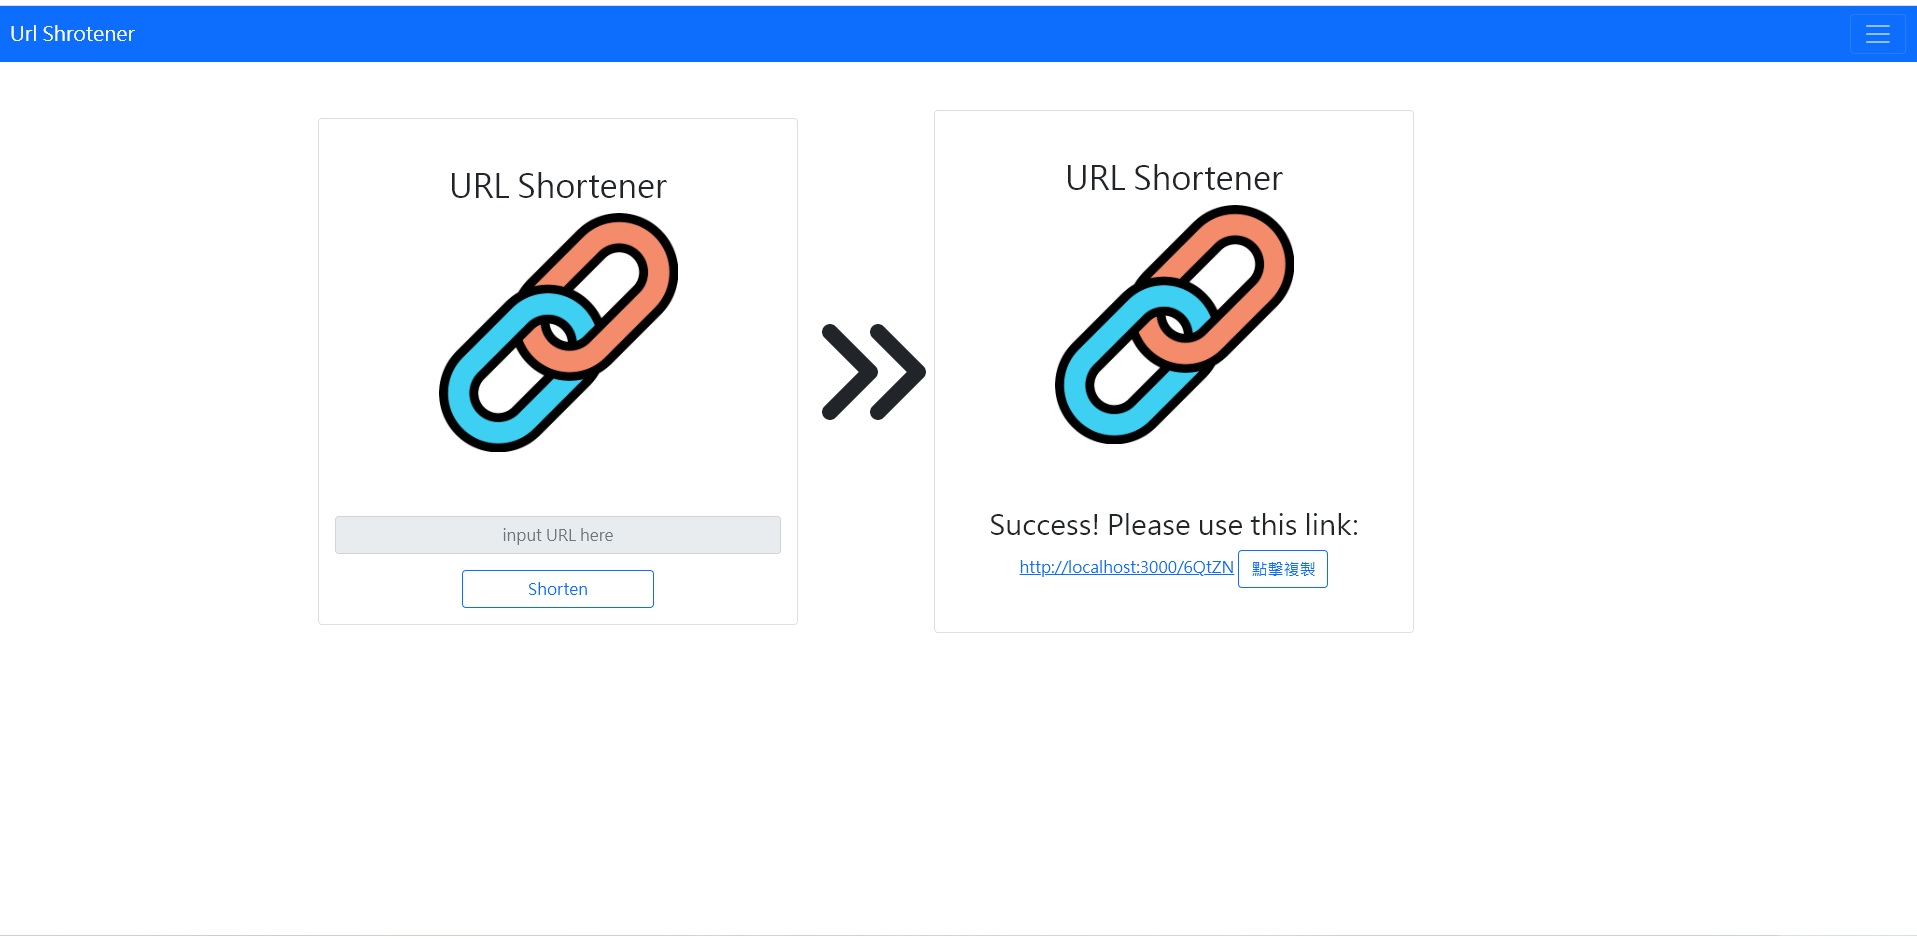 Url Shrotener
URL Shortener
input URL here
Shorten
URL Shortener
Success! Please use this link:
http://localhost:3000/6QtZN 點擊複製